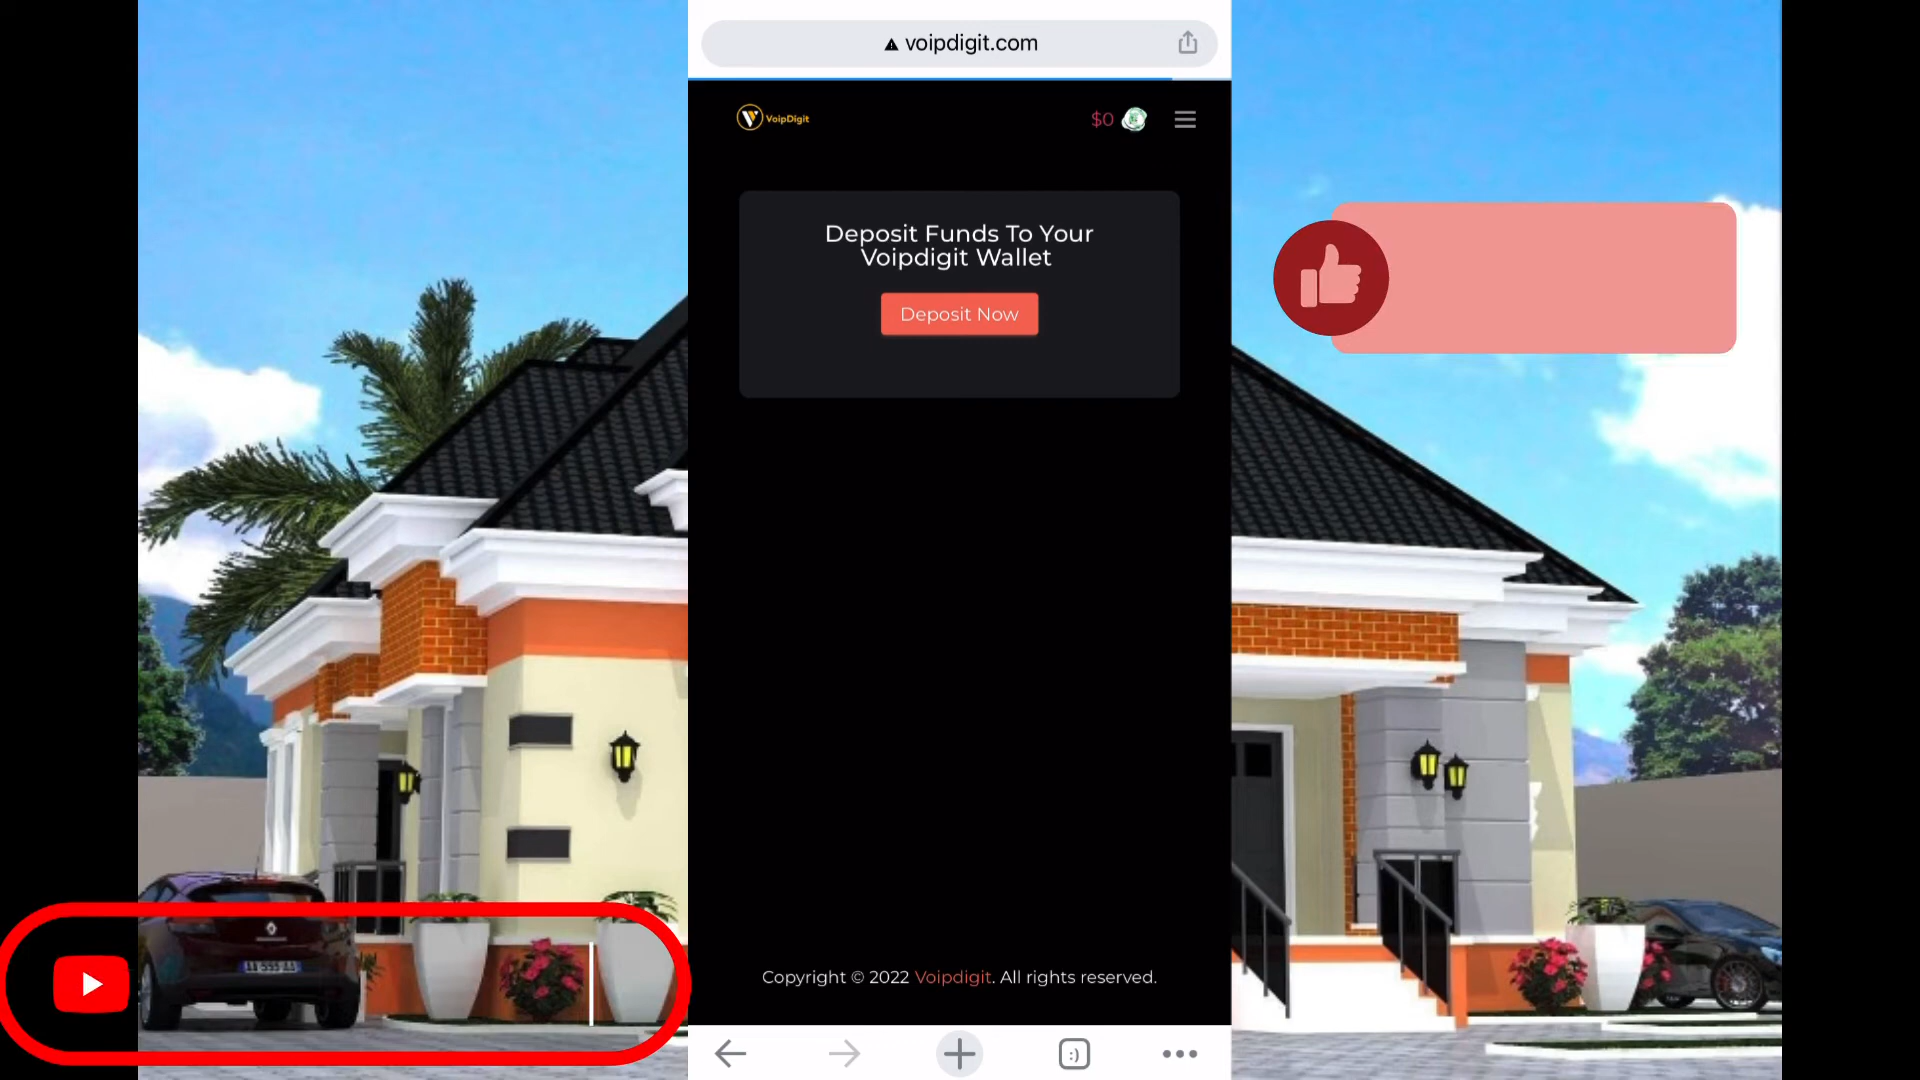 voipdigit.com
VoipDigit
$0
Deposit Funds To Your
Voipdigit Wallet
Deposit Now
Copyright © 2022 Voipdigit. All rights reserved.
:)